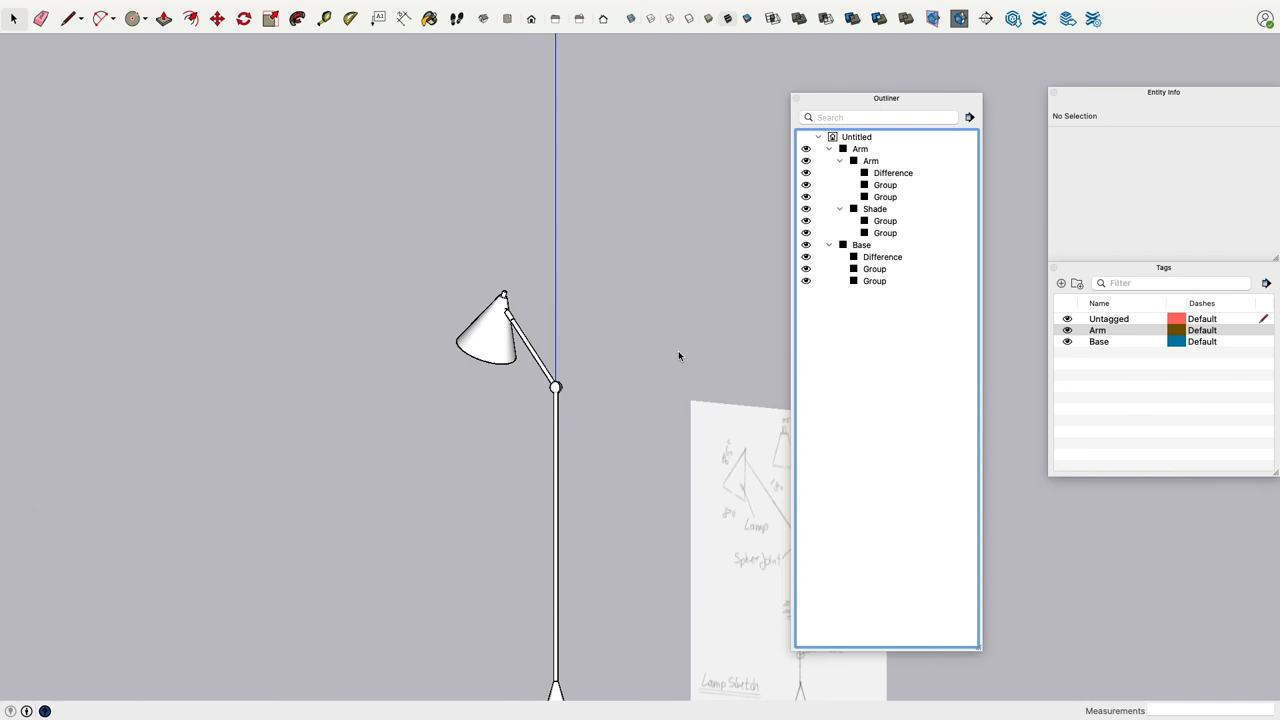 A1
Outliner
Search
Untitled
Arm
Arm
Difference
Group
Group
Shade
Group
Group
Base
Difference
Group
Group
Entity Info
No Selection
Tags
Filter
Name Dashes
Untagged Default
Arm Default
Base Default
Lamp
Lamp Sketch
Measurements